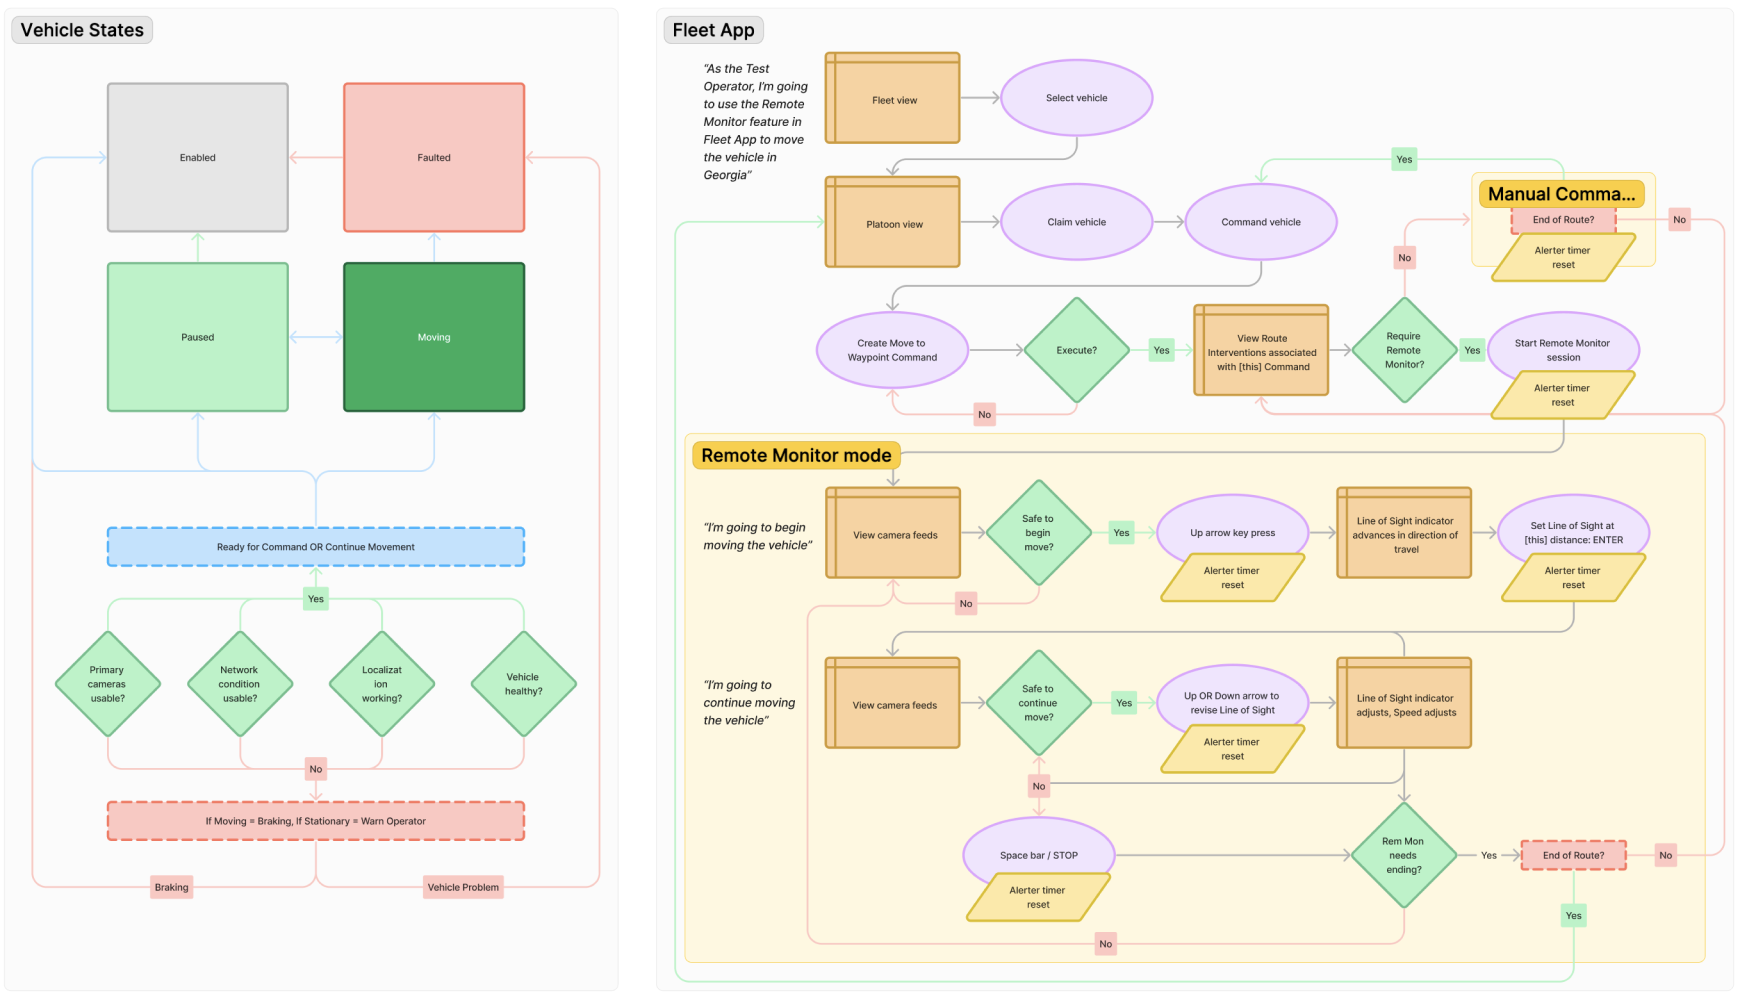 Vehicle States
Enabled
Faulted
Paused
Moving
Ready for Command OR Continue Movement
Yes
Primary
cameras
usable?
Network
condition
usable?
Localizat
ion
working?
Vehicle
healthy?
No
If Moving = Braking, If Stationary = Warn Operator
Braking
Vehicle Problem
Fleet App
“As the Test
Operator, I’m going
to use the Remote
Monitor feature in
Fleet App to move
the vehicle in
Georgia”
Fleet view
Select vehicle
Platoon view
Claim vehicle
Command vehicle
Yes
Manual Comma...
End of Route?
No
Alerter timer
reset
No
Create Move to
Waypoint Command
Execute?
Yes
No
View Route
Interventions associated
with [this] Command
Require
Remote
Monitor?
Yes
Start Remote Monitor
session
Alerter timer
reset
Remote Monitor mode
“I’m going to begin
moving the vehicle”
View camera feeds
Safe to
begin
move?
Yes
No
Up arrow key press
Alerter timer
reset
Line of Sight indicator
advances in direction of
travel
Set Line of Sight at
[this] distance: ENTER
Alerter timer
reset
“I’m going to
continue moving
the vehicle”
View camera feeds
Safe to
continue
move?
Yes
No
Up OR Down arrow to
revise Line of Sight
Alerter timer
reset
Line of Sight indicator
adjusts, Speed adjusts
Space bar / STOP
Alerter timer
reset
Rem Mon
needs
ending?
Yes
End of Route?
No
Yes
No